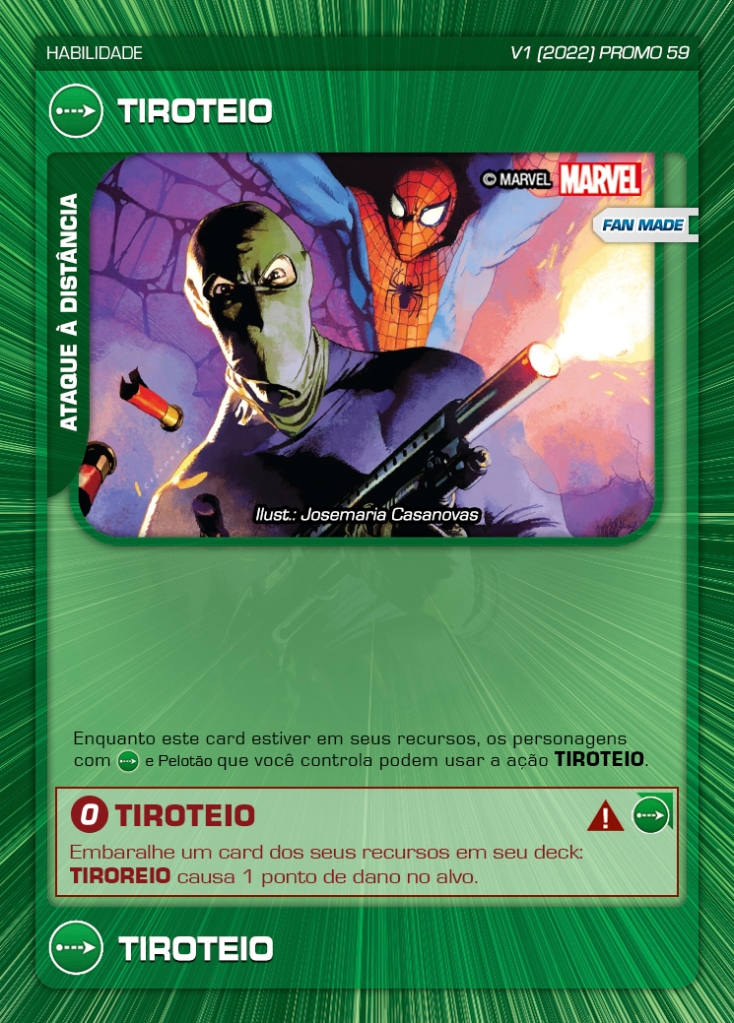 HABILIDADE
V1 (2022) PROMO 59
TIROTEIO
ATAQUE À DISTÂNCIA
© MARVEL MARVEL
FAN MADE
CASANOVAS
Ilust.: Josemaria Casanovas
Enquanto este card estiver em seus recursos, os personagens
com e Pelotão que você controla podem usar a ação TIROTEIO.
0 TIROTEIO
!
Embaralhe um card dos seus recursos em seu deck:
TIROREIO causa 1 ponto de dano no alvo.
TIROTEIO